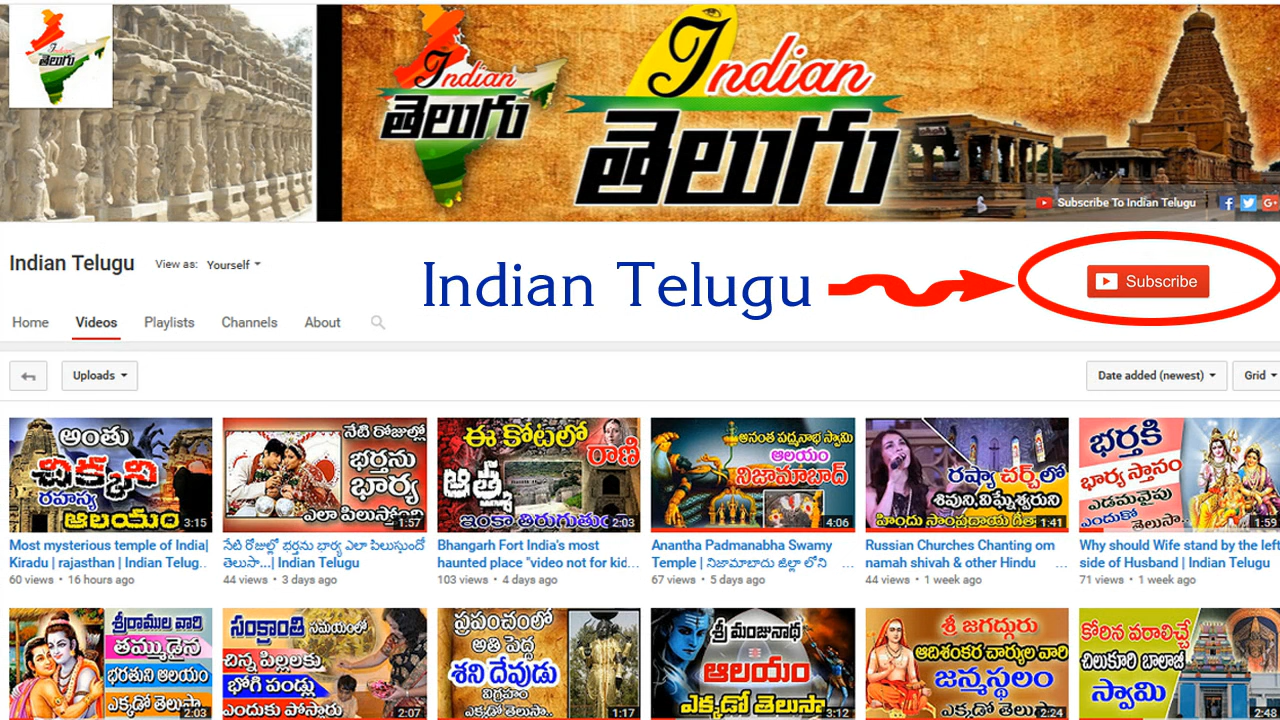 Indian
తెలుగు
Indian
తెలుగు
Indian
తెలుగు
Subscribe To Indian Telugu
Indian Telugu
View as: Yourself
Indian Telugu
Subscribe
Home Videos Playlists Channels About
Uploads
Date added (newest)
Grid
అంతు
చిక్కని
రహస్య
ఆలయం
3:15
నేటి రోజుల్లో
భర్తను
భార్య
ఎలా పిలుస్తోంది
1:57
ఈ కోటలో
రాణి
ఆత్మ
ఇంకా తిరుగుతుం
2:03
అనంత పద్మనాభ స్వామి
ఆలయం
నిజామాబాద్
4:06
రష్యా చర్చ్ లో
శివుని,విఘ్నేశ్వరుని
హిందు సాంప్రదాయ గీతా
1:41
భర్తకి
భార్య స్తానం
ఎడమవైపు
ఎందుకో
తెలుసా..
1:59
Most mysterious temple of India|
Kiradu | rajasthan | Indian Telug..
60 views • 16 hours ago
నేటి రోజుల్లో భర్తను భార్య ఎలా పిలుస్తుందో
తెలుసా...| Indian Telugu
44 views • 3 days ago
Bhangarh Fort India's most
haunted place "video not for kid...
103 views • 4 days ago
Anantha Padmanabha Swamy
Temple | నిజామాబాదు జిల్లా లోని ...
67 views • 5 days ago
Russian Churches Chanting om
namah shivah & other Hindu ...
44 views • 1 week ago
Why should Wife stand by the left
side of Husband | Indian Telugu
71 views • 1 week ago
శ్రీరాముల వారి
తమ్ముడైన
భరతుని ఆలయం
ఎక్కడో తెలుసా..
2:03
సంక్రాంతి సమయంలో
చిన్న పిల్లలకు
భోగి పండ్లు
ఎందుకు పోస్తారు
2:07
ప్రపంచంలో
అతి పెద్ద
శని దేవుడు
విగ్రహం
ఎక్కడో తెలుసా..
1:17
శ్రీ మంజునాథ
ఆలయం
ఎక్కడో తెలుసా
3:12
శ్రీ జగద్గురు
ఆదిశంకర చార్యుల వారి
జన్మస్థలం
ఎక్కడో తెలుసా
2:24
కోరిన వరాలిచ్చే
చిలుకూరి బాలాజీ
స్వామి
2:48